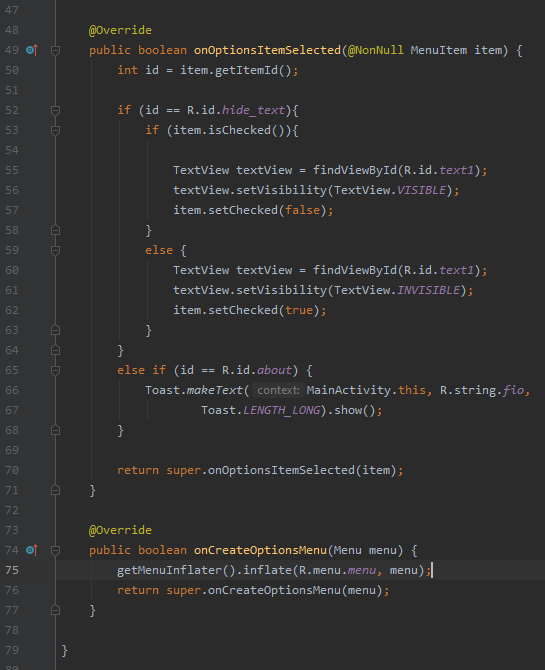 47
48 @Override
49 public boolean onOptionsItemSelected(@NonNull MenuItem item) {
50 int id = item.getItemId();
51
52 if (id == R.id.hide_text){
53 if (item.isChecked()){
54
55 TextView textView = findViewById(R.id.text1);
56 textView.setVisibility(TextView.VISIBLE);
57 item.setChecked(false);
58 }
59 else {
60 TextView textView = findViewById(R.id.text1);
61 textView.setVisibility(TextView.INVISIBLE);
62 item.setChecked(true);
63 }
64 }
65 else if (id == R.id.about) {
66 Toast.makeText( context: MainActivity.this, R.string.fio,
67 Toast.LENGTH_LONG).show();
68 }
69
70 return super.onOptionsItemSelected(item);
71 }
72
73 @Override
74 public boolean onCreateOptionsMenu(Menu menu) {
75 getMenuInflater().inflate(R.menu.menu, menu);
76 return super.onCreateOptionsMenu(menu);
77 }
78
79 }
80